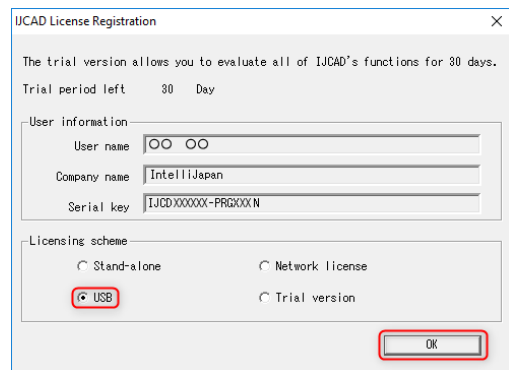 IJCAD License Registration
The trial version allows you to evaluate all of IJCAD's functions for 30 days.
Trial period left 30 Day
User information
User name ○○ ○○
Company name IntelliJapan
Serial key IJCDXXXXXX-PRGXXXN
Licensing scheme
Stand-alone Network license
USB Trial version
OK